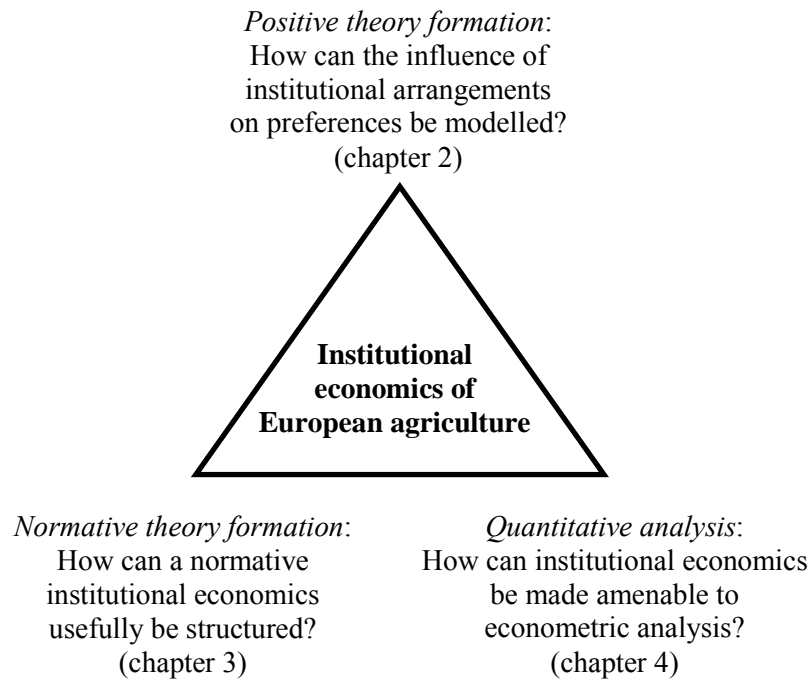 Positive theory formation:
How can the influence of
institutional arrangements
on preferences be modelled?
(chapter 2)
Institutional
economics of
European agriculture
Normative theory formation:
How can a normative
institutional economics
usefully be structured?
(chapter 3)
Quantitative analysis:
How can institutional economics
be made amenable to
econometric analysis?
(chapter 4)